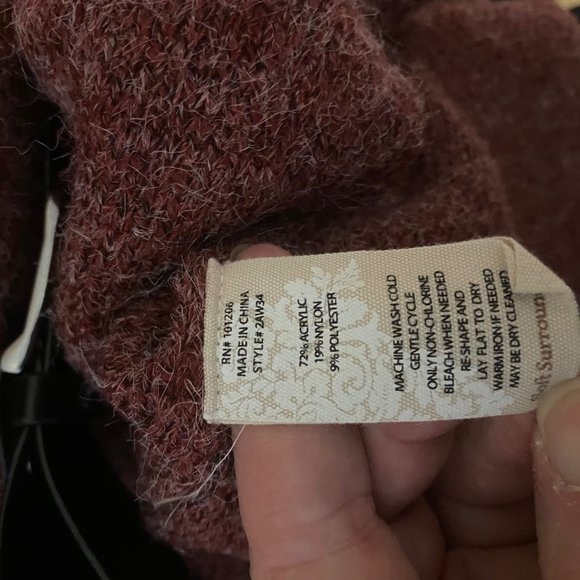 RN# 101206
MADE IN CHINA
STYLE# 2AW34
72% ACRYLIC
19% NYLON
9% POLYESTER
MACHINE WASH COLD
GENTLE CYCLE
ONLY NON-CHLORINE
BLEACH WHEN NEEDED
RE SHAPE AND
LAY FLAT TO DRY
WARM IRON IF NEEDED
MAY BE DRY CLEANED
Surroun